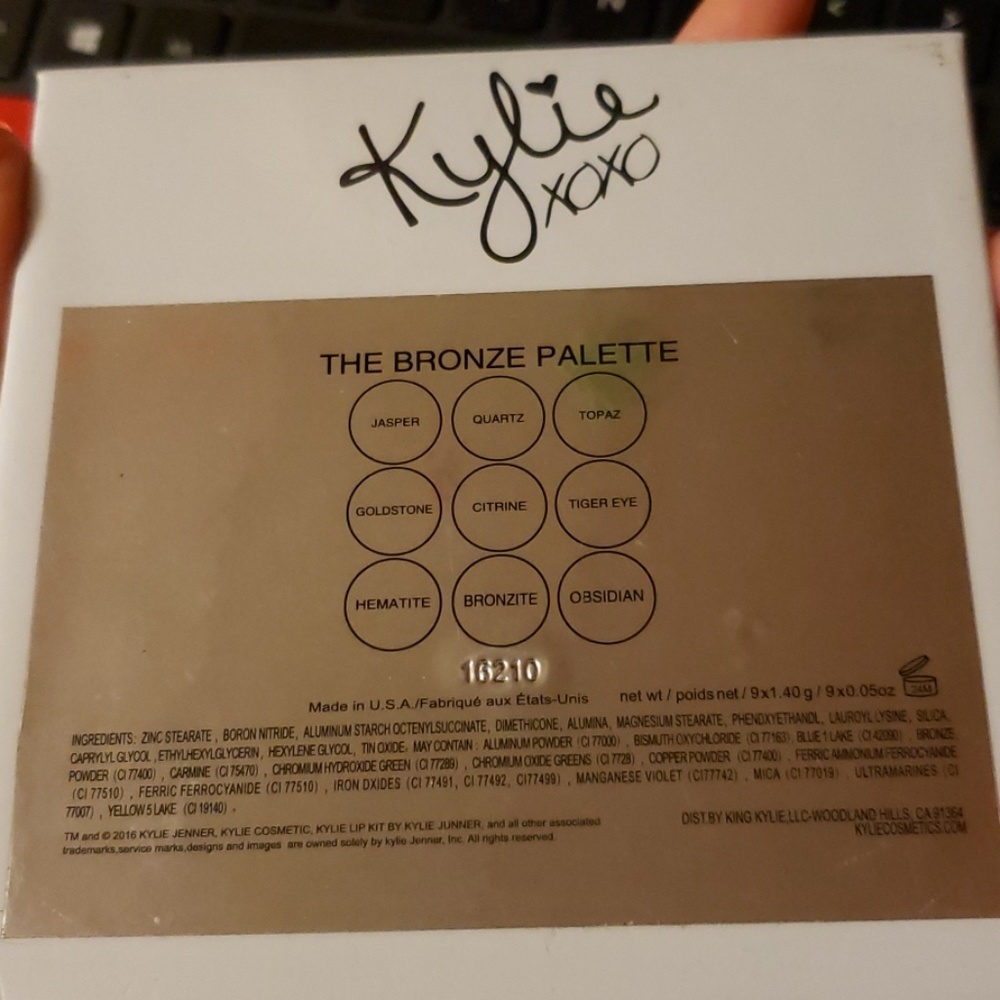 Kylie
XOXO
THE BRONZE PALETTE
JASPER QUARTZ TOPAZ
GOLDSTONE CITRINE TIGER EYE
HEMATITE BRONZITE OBSIDIAN
16210
Made in U.S.A./Fabriqué aux États-Unis net wt / poids net / 9x1.40 g / 9x0.05oz 24M
INGREDIENTS: ZINC STEARATE , BORON NITRIDE, ALUMINUM STARCH OCTENYLSUCCINATE, DIMETHICONE, ALUMINA, MAGNESIUM STEARATE, PHENDXYETHANOL, LAUROYL LYSINE, SILICA,
CAPRYLYL GLYCOL , ETHYLHEXYLGLYCERIN, HEXYLENE GLYCOL, TIN OXIDE. MAY CONTAIN : ALUMINUM POWDER (CI 77000) , BISMUTH OXYCHLORIDE (CI 77163), BLUE 1 LAKE (CI 42090) , BRONZE
POWDER (CI 77400) , CARMINE (CI 75470) , CHROMIUM HYDROXIDE GREEN (CI 77289) , CHROMIUM OXIDE GREENS (CI 7728) , COPPER POWDER (CI 77400) , FERRIC AMMONIUM FERROCYANIDE
(CI 77510) , FERRIC FERROCYANIDE (CI 77510) , IRON DXIDES (CI 77491, CI 77492, CI77499) , MANGANESE VIOLET (CI77742) , MICA (CI 77019) , ULTRAMARINES (CI
77007) , YELLOW 5 LAKE (CI 19140) .
TM and © 2016 KYLIE JENNER, KYLIE COSMETIC, KYLIE LIP KIT BY KYLIE JUNNER, and all other associated
trademarks,service marks,designs and images are owned solely by kylie Jenner, Inc. All rights reserved.
DIST.BY KING KYLIE,LLC-WOODLAND HILLS, CA 91364
KYLIECOSMETICS.COM